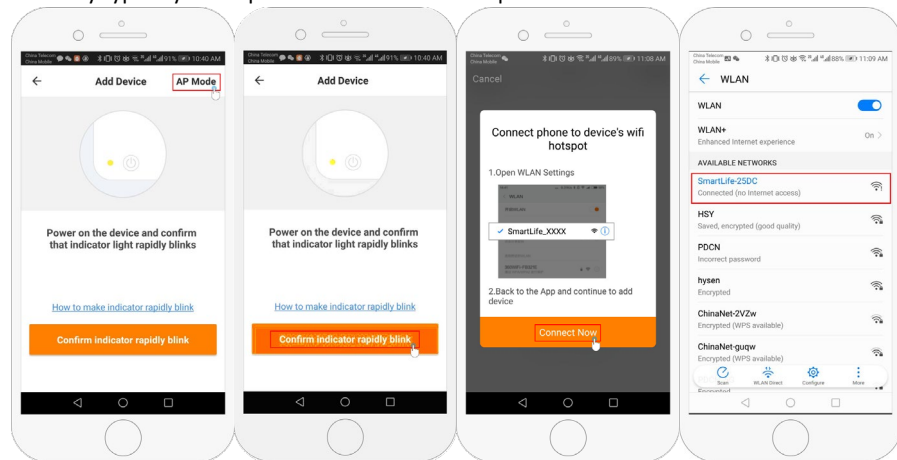 China Telecom
China Mobile
91% 10:40 AM
Add Device AP Mode
Power on the device and confirm
that indicator light rapidly blinks
How to make indicator rapidly blink
Confirm indicator rapidly blink
China Telecom
China Mobile
91% 10:40 AM
Add Device
Power on the device and confirm
that indicator light rapidly blinks
How to make indicator rapidly blink
Confirm indicator rapidly blink
China Telecom
China Mobile
89% 11:08 AM
Cancel
Connect phone to device's wifi
hotspot
1.Open WLAN Settings
WLAN
SmartLife_XXXX
2.Back to the App and continue to add
device
Connect Now
China Telecom
China Mobile
88% 11:09 AM
WLAN
WLAN
WLAN+
Enhanced Internet experience
On
AVAILABLE NETWORKS
SmartLife-25DC
Connected (no Internet access)
HSY
Saved, encrypted (good quality)
PDCN
Incorrect password
hysen
Encrypted
ChinaNet-2VZw
Encrypted (WPS available)
ChinaNet-guqw
Encrypted (WPS available)
Scan WLAN Direct Configure More
Encrypted